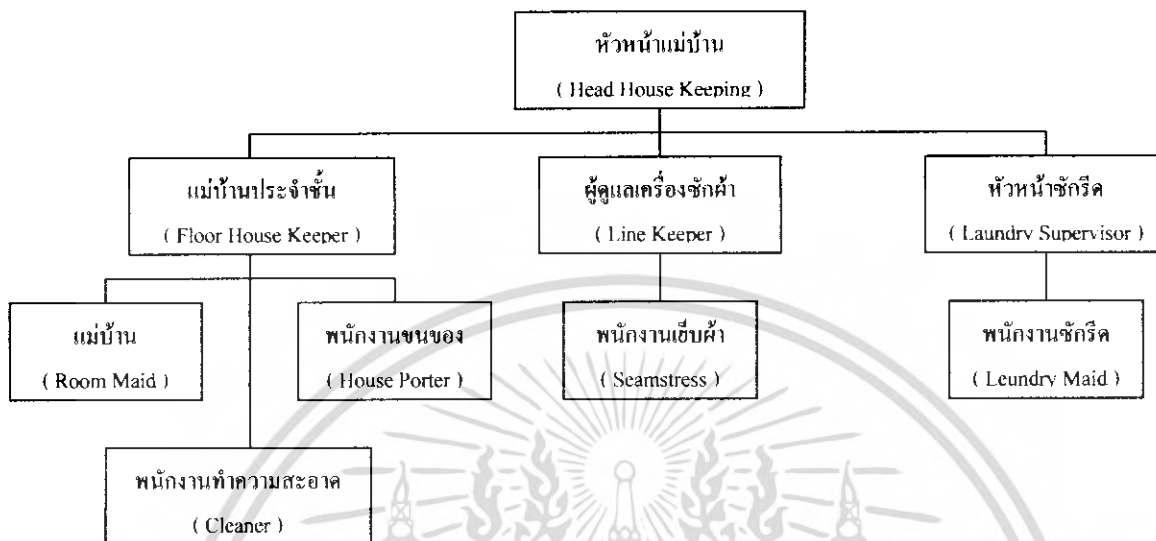 หัวหน้าแม่บ้าน
( Head House Keeping )
แม่บ้านประจำชั้น
( Floor House Keeper )
ผู้ดูแลเครื่องซักผ้า
( Line Keeper )
หัวหน้าซักรีด
( Laundry Supervisor )
แม่บ้าน
( Room Maid )
พนักงานขนของ
( House Porter )
พนักงานเย็บผ้า
( Seamstress )
พนักงานซักรีด
( Leundry Maid )
พนักงานทำความสะอาด
( Cleaner )